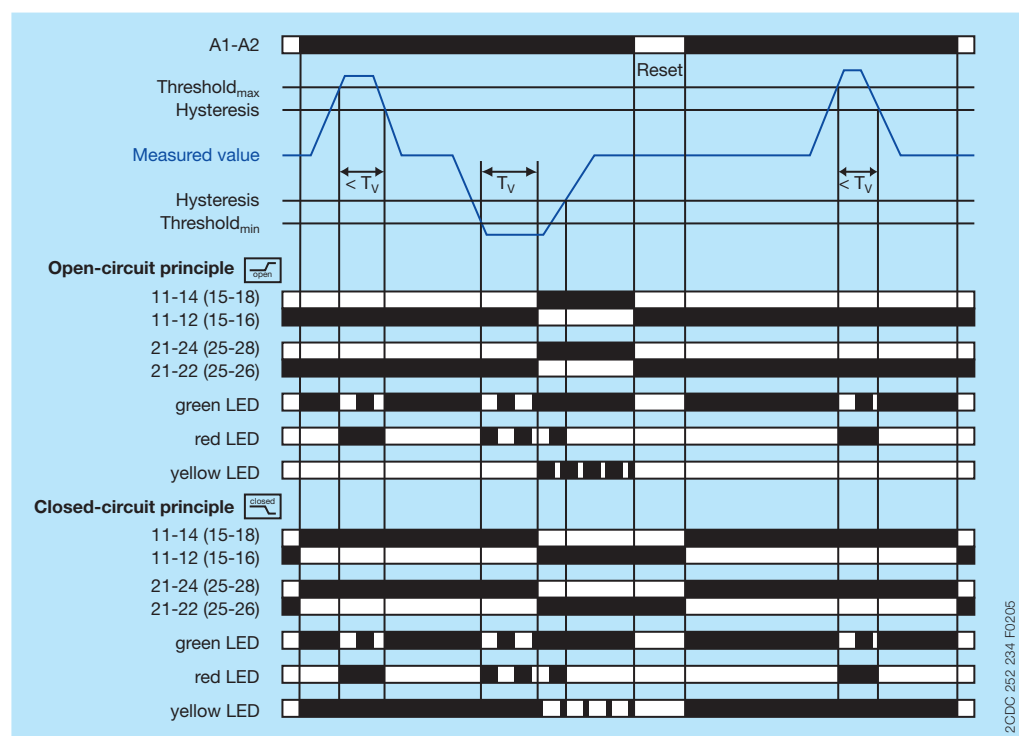 A1-A2
Reset
Thresholdmax
Hysteresis
Measured value
< TV
TV
< TV
Hysteresis
Thresholdmin
Open-circuit principle open
11-14 (15-18)
11-12 (15-16)
21-24 (25-28)
21-22 (25-26)
green LED
red LED
yellow LED
Closed-circuit principle closed
11-14 (15-18)
11-12 (15-16)
21-24 (25-28)
21-22 (25-26)
green LED
red LED
yellow LED
2CDC 252 234 F0205